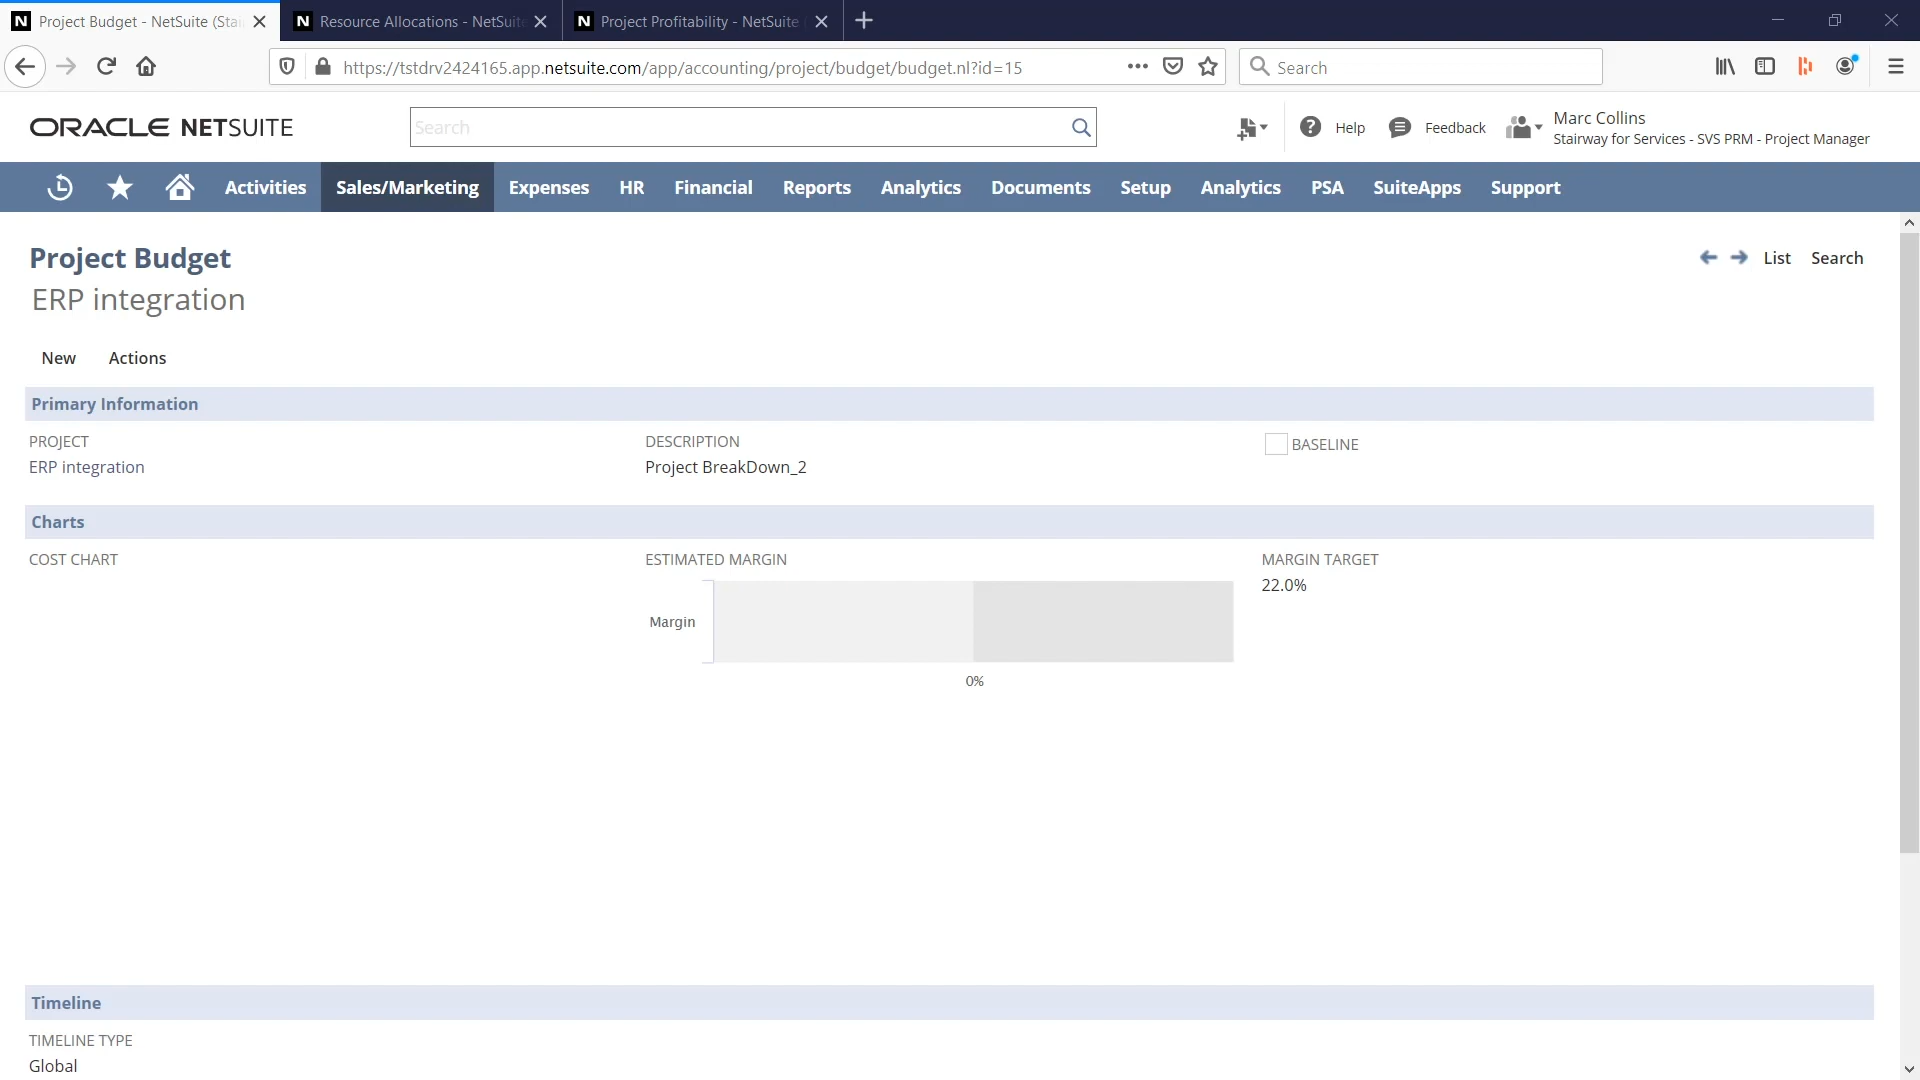 Project Budget - NetSuite (Stai
Resource Allocations - NetSuite
Project Profitability - NetSuite (
https://tstdrv2424165.app.netsuite.com/app/accounting/project/budget/budget.nl?id=15
Search
ORACLE NETSUITE
Search
Help
Feedback
Marc Collins
Stairway for Services - SVS PRM - Project Manager
Activities
Sales/Marketing
Expenses
HR
Financial
Reports
Analytics
Documents
Setup
Analytics
PSA
SuiteApps
Support
Project Budget
List
Search
ERP integration
New
Actions
Primary Information
PROJECT
ERP integration
DESCRIPTION
Project BreakDown_2
BASELINE
Charts
COST CHART
ESTIMATED MARGIN
Margin
0%
MARGIN TARGET
22.0%
Timeline
TIMELINE TYPE
Global